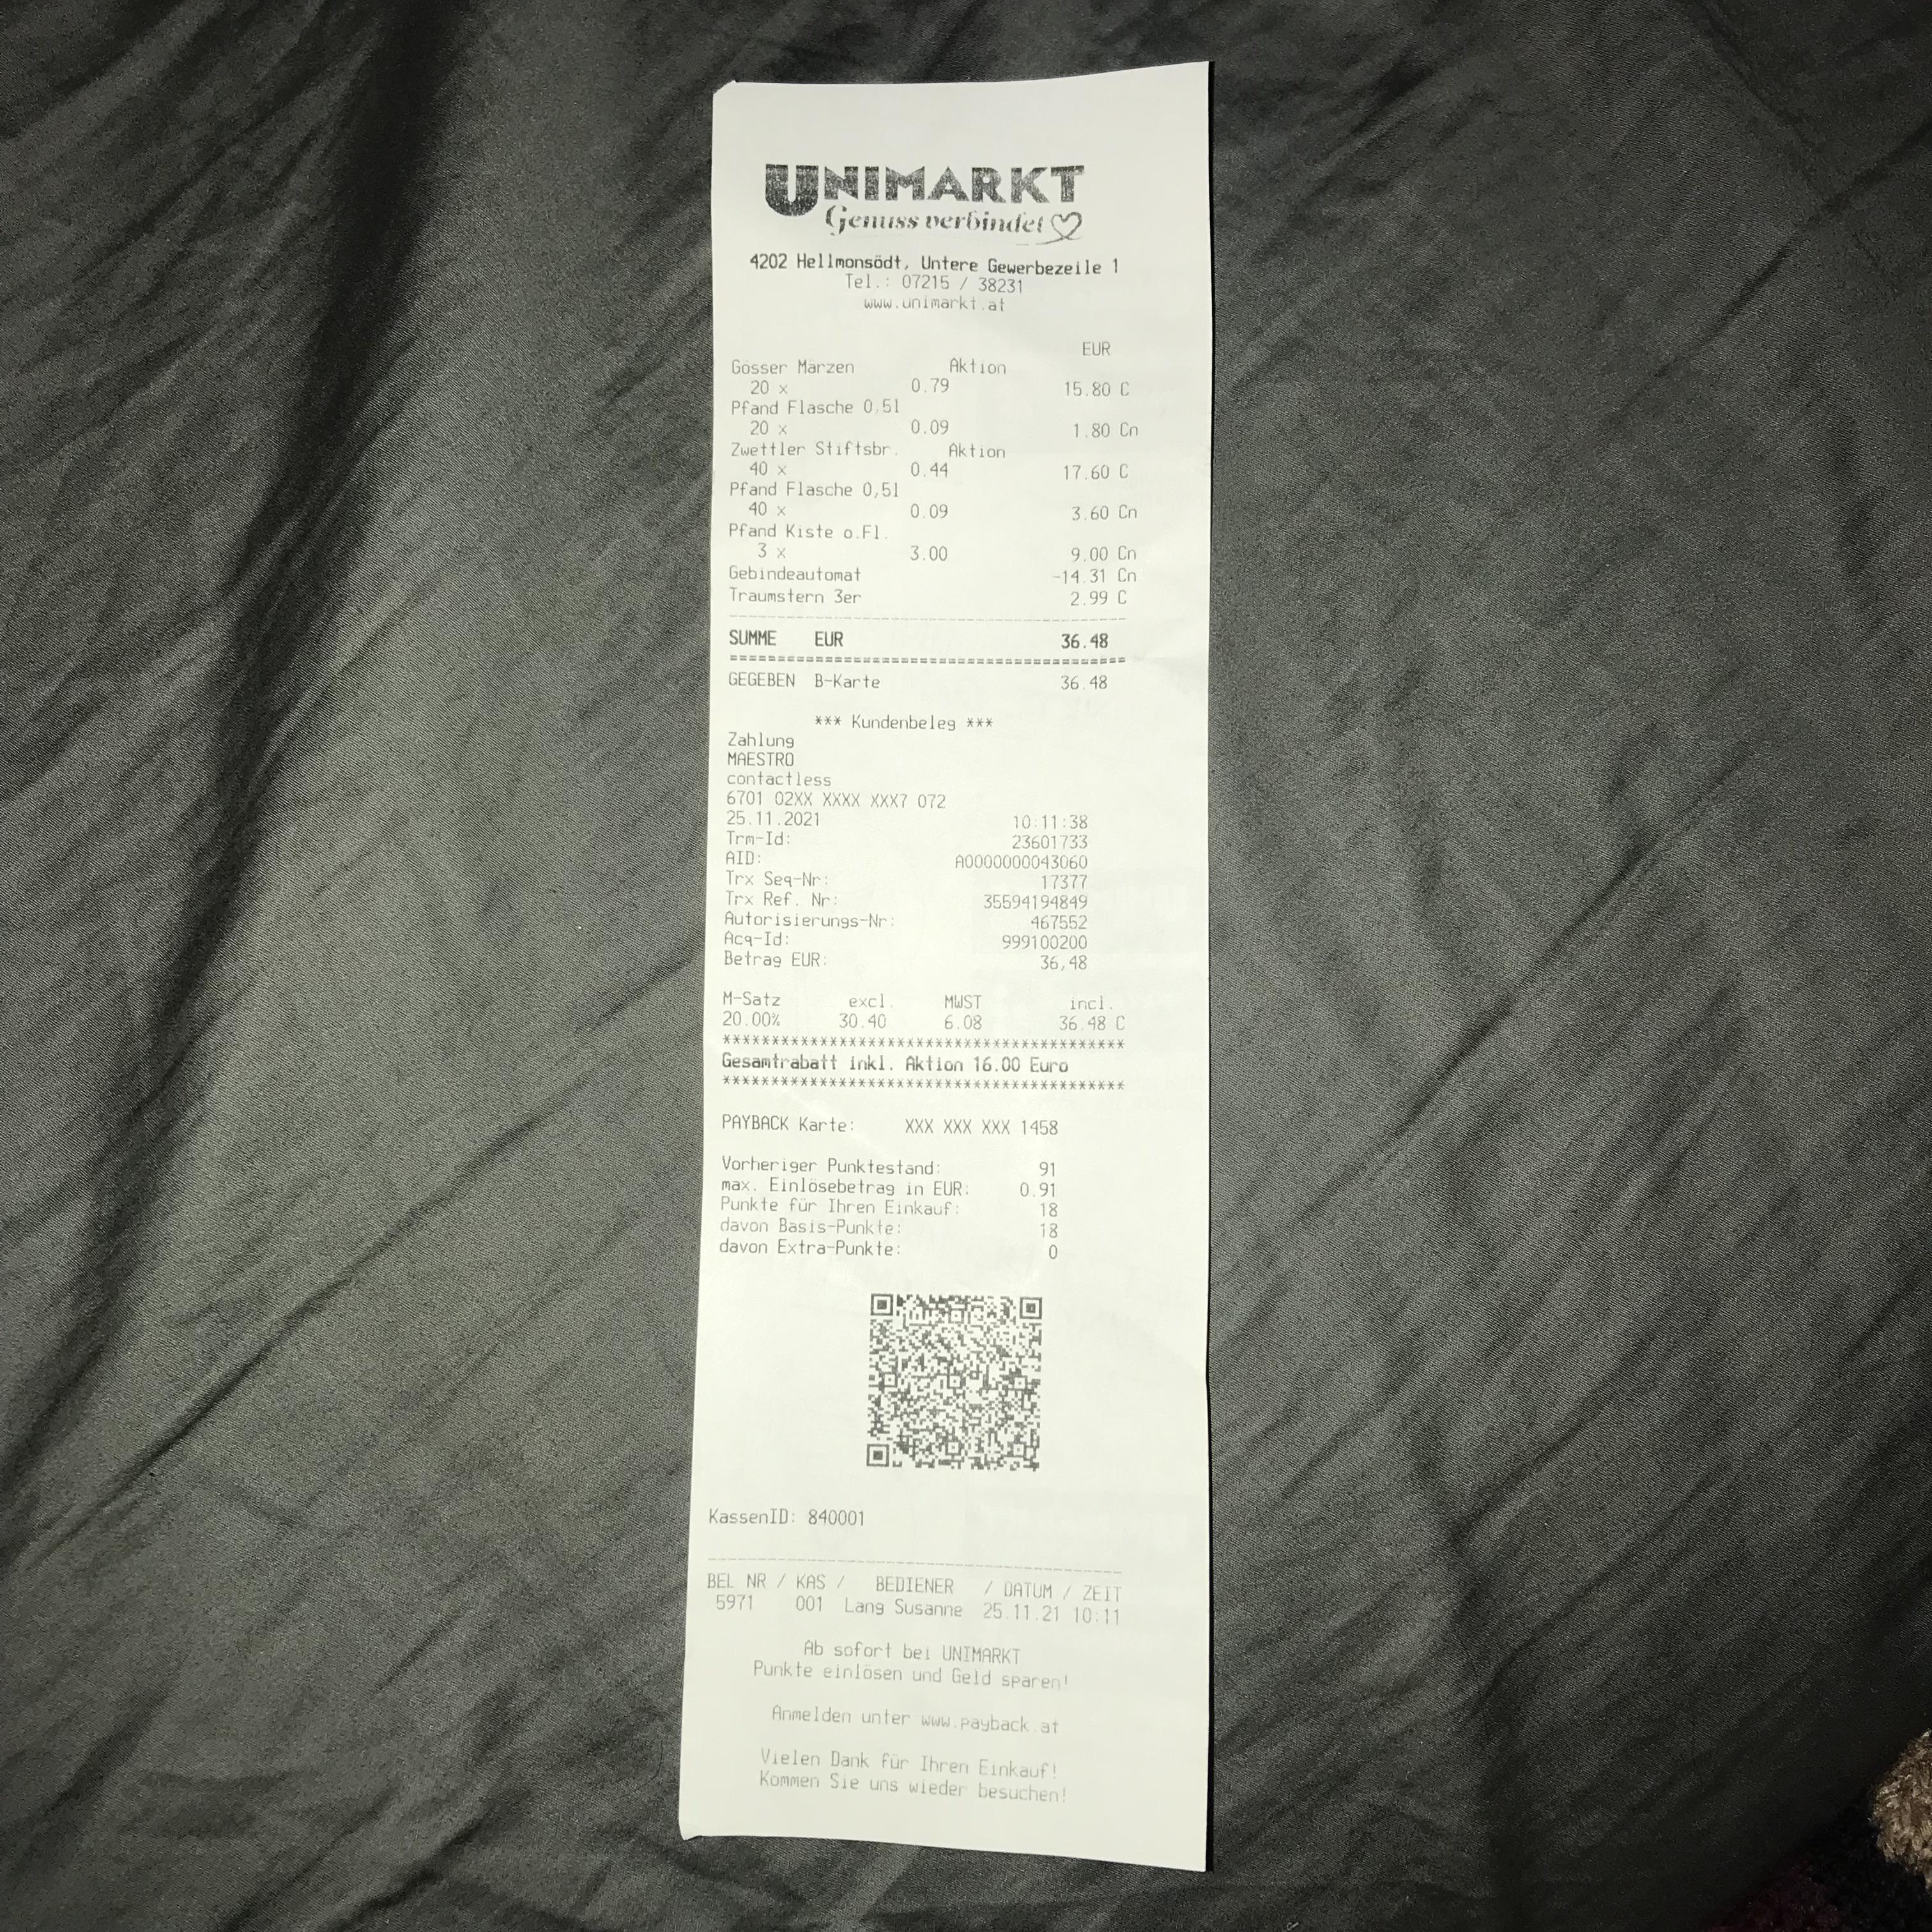 UNIMARKT
Genuss verbindet
4202 Hellmonsödt, Untere Gewerbezeile 1
Tel.: 07215 / 38231
www.unimarkt.at
EUR
Gösser Märzen Aktion
20 x 0.79 15.80 C
Pfand Flasche 0,5l
20 x 0.09 1.80 Cn
Zwettler Stiftsbr. Aktion
40 x 0.44 17.60 C
Pfand Flasche 0,5l
40 x 0.09 3.60 Cn
Pfand Kiste o.Fl.
3 x 3.00 9.00 Cn
Gebindeautomat -14.31 Cn
Traumstern 3er 2.99 C
SUMME EUR 36.48
GEGEBEN B-Karte 36.48
*** Kundenbeleg ***
Zahlung
MAESTRO
contactless
6701 02XX XXXX XXX7 072
25.11.2021 10:11:38
Trm-Id: 23601733
AID: A0000000043060
Trx Seq-Nr: 17377
Trx Ref. Nr: 35594194849
Autorisierungs-Nr: 467552
Acq-Id: 999100200
Betrag EUR: 36,48
M-Satz excl. MWST incl.
20.00% 30.40 6.08 36.48 C
******************************************
Gesamtrabatt inkl. Aktion 16.00 Euro
******************************************
PAYBACK Karte: XXX XXX XXX 1458
Vorheriger Punktestand: 91
max. Einlösebetrag in EUR: 0.91
Punkte für Ihren Einkauf: 18
davon Basis-Punkte: 18
davon Extra-Punkte: 0
KassenID: 840001
BEL NR / KAS / BEDIENER / DATUM / ZEIT
5971 001 Lang Susanne 25.11.21 10:11
Ab sofort bei UNIMARKT
Punkte einlösen und Geld sparen!
Anmelden unter www.payback.at
Vielen Dank für Ihren Einkauf!
Kommen Sie uns wieder besuchen!